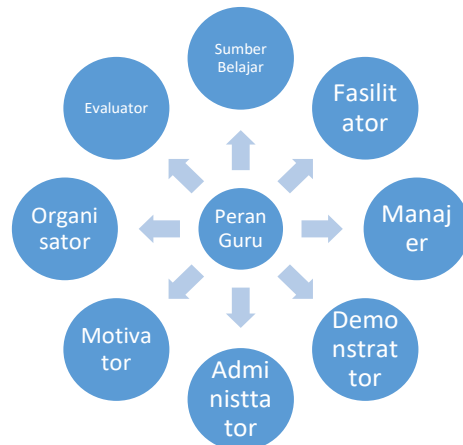 Sumber
Belajar
Fasilit
ator
Manaj
er
Demo
nstrat
tor
Admi
nistta
tor
Motiva
tor
Organi
sator
Evaluator
Peran
Guru